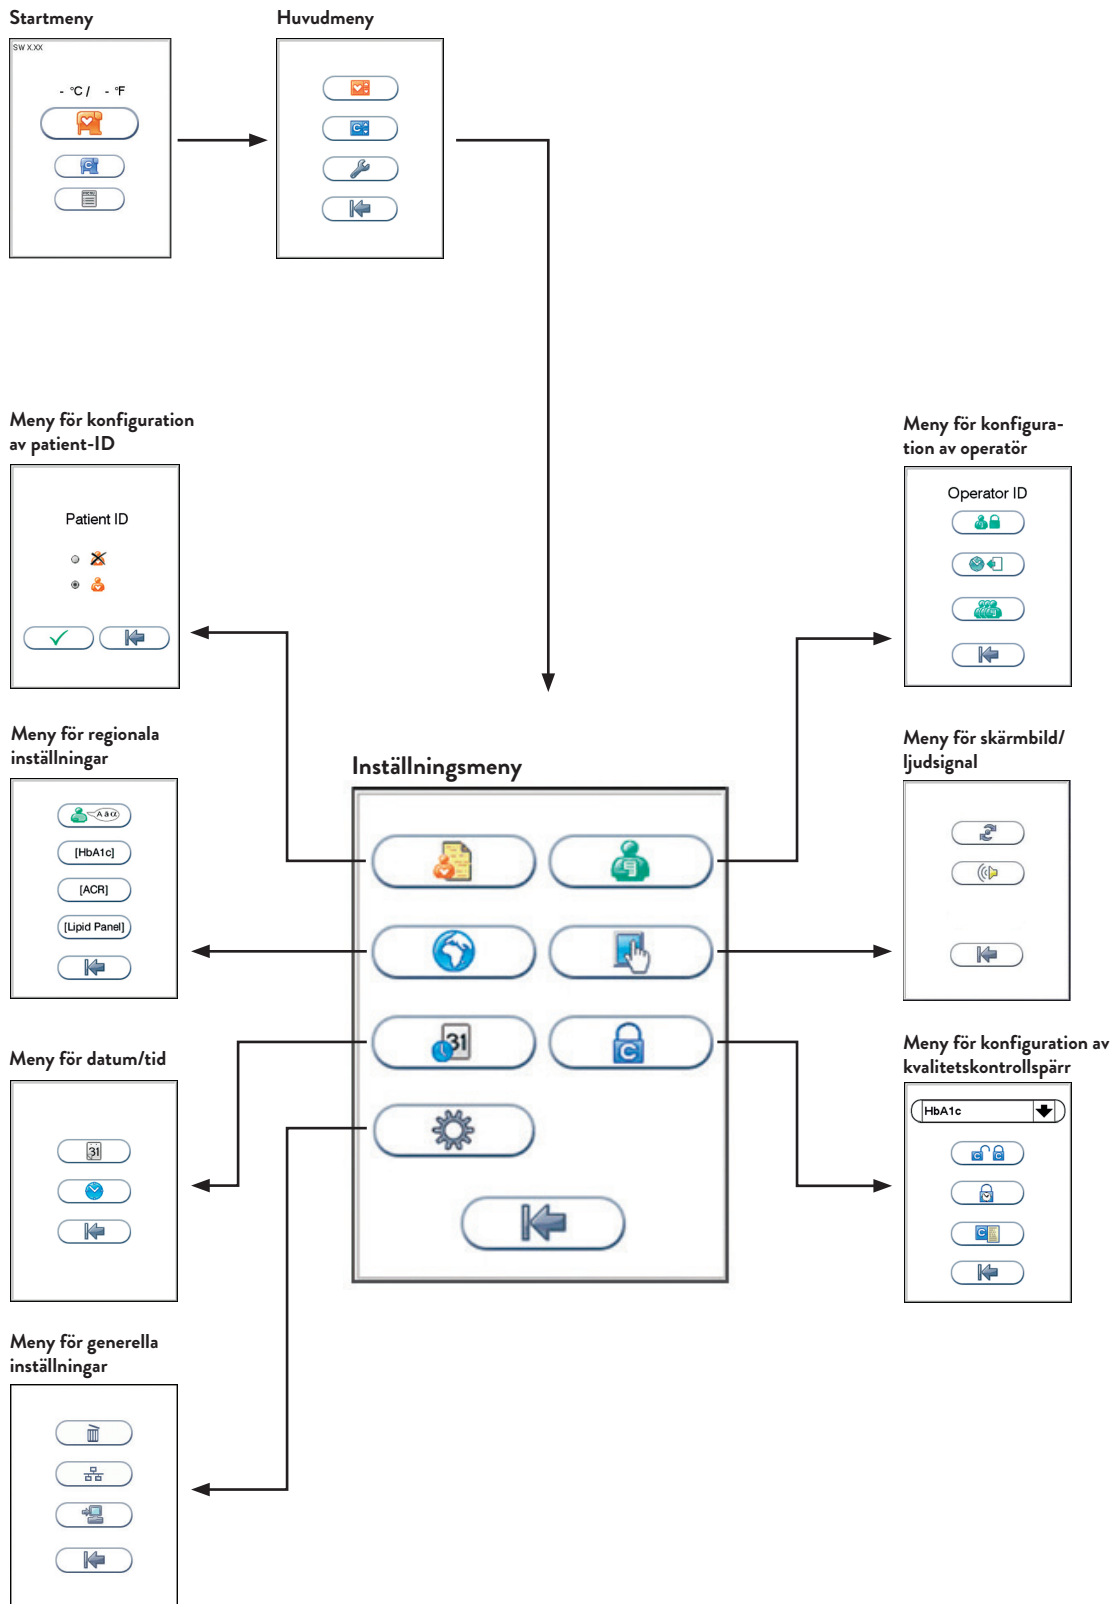 Startmeny
SW X.XX
- °C / - °F
MENU
Huvudmeny
Meny för konfiguration
av patient-ID
Patient ID
Meny för konfigura-
tion av operatör
Operator ID
Meny för regionala
inställningar
A ä α
[HbA1c]
[ACR]
[Lipid Panel]
Inställningsmeny
31
C
Meny för skärmbild/
ljudsignal
Meny för datum/tid
31
Meny för konfiguration av
kvalitetskontrollspärr
HbA1c
C C
C
Meny för generella
inställningar